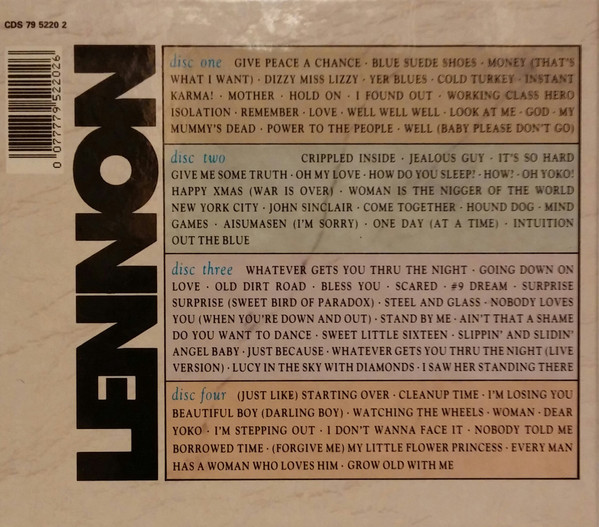 CDS 79 5220 2
0 077779 522026
LENNON
disc one GIVE PEACE A CHANCE · BLUE SUEDE SHOES · MONEY (THAT'S
WHAT I WANT) · DIZZY MISS LIZZY · YER BLUES · COLD TURKEY · INSTANT
KARMA! · MOTHER · HOLD ON · I FOUND OUT · WORKING CLASS HERO
ISOLATION · REMEMBER · LOVE · WELL WELL WELL · LOOK AT ME · GOD · MY
MUMMY'S DEAD · POWER TO THE PEOPLE · WELL (BABY PLEASE DON'T GO)
disc two CRIPPLED INSIDE · JEALOUS GUY · IT'S SO HARD
GIVE ME SOME TRUTH · OH MY LOVE · HOW DO YOU SLEEP? · HOW? · OH YOKO!
HAPPY XMAS (WAR IS OVER) · WOMAN IS THE NIGGER OF THE WORLD
NEW YORK CITY · JOHN SINCLAIR · COME TOGETHER · HOUND DOG · MIND
GAMES · AISUMASEN (I'M SORRY) · ONE DAY (AT A TIME) · INTUITION
OUT THE BLUE
disc three WHATEVER GETS YOU THRU THE NIGHT · GOING DOWN ON
LOVE · OLD DIRT ROAD · BLESS YOU · SCARED · #9 DREAM · SURPRISE
SURPRISE (SWEET BIRD OF PARADOX) · STEEL AND GLASS · NOBODY LOVES
YOU (WHEN YOU'RE DOWN AND OUT) · STAND BY ME · AIN'T THAT A SHAME
DO YOU WANT TO DANCE · SWEET LITTLE SIXTEEN · SLIPPIN' AND SLIDIN'
ANGEL BABY · JUST BECAUSE · WHATEVER GETS YOU THRU THE NIGHT (LIVE
VERSION) · LUCY IN THE SKY WITH DIAMONDS · I SAW HER STANDING THERE
disc four (JUST LIKE) STARTING OVER · CLEANUP TIME · I'M LOSING YOU
BEAUTIFUL BOY (DARLING BOY) · WATCHING THE WHEELS · WOMAN · DEAR
YOKO · I'M STEPPING OUT · I DON'T WANNA FACE IT · NOBODY TOLD ME
BORROWED TIME · (FORGIVE ME) MY LITTLE FLOWER PRINCESS · EVERY MAN
HAS A WOMAN WHO LOVES HIM · GROW OLD WITH ME